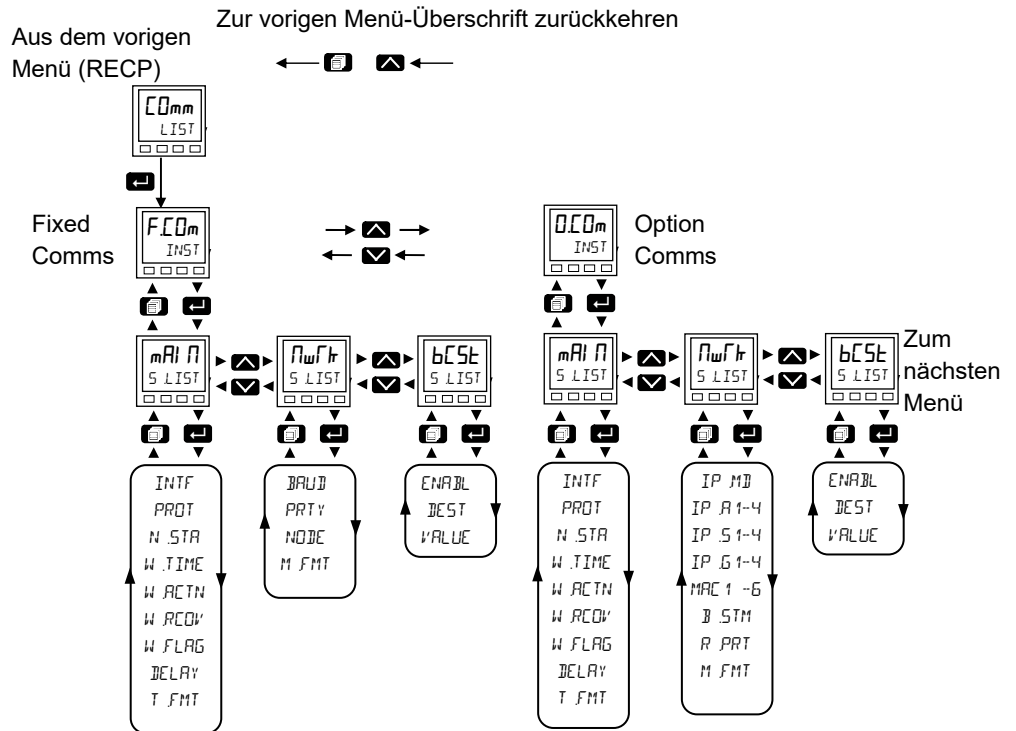 Zur vorigen Menü-Überschrift zurückkehren
Aus dem vorigen
Menü (RECP)
COmm
LIST
Fixed
Comms
F.COm
INST
O.COm
INST
Option
Comms
mAIN
S.LIST
NwrK
S.LIST
bCSt
S.LIST
mAIN
S.LIST
NwrK
S.LIST
bCSt
S.LIST
Zum
nächsten
Menü
INTF
PROT
N.STA
W.TIME
W.ACTN
W.RCOV
W.FLAG
DELAY
T.FMT
BAUD
PRTY
NODE
M.FMT
ENABL
DEST
VALUE
INTF
PROT
N.STA
W.TIME
W.ACTN
W.RCOV
W.FLAG
DELAY
T.FMT
IP.MD
IP.A1-4
IP.S1-4
IP.G1-4
MAC1--6
B.STM
R.PRT
M.FMT
ENABL
DEST
VALUE